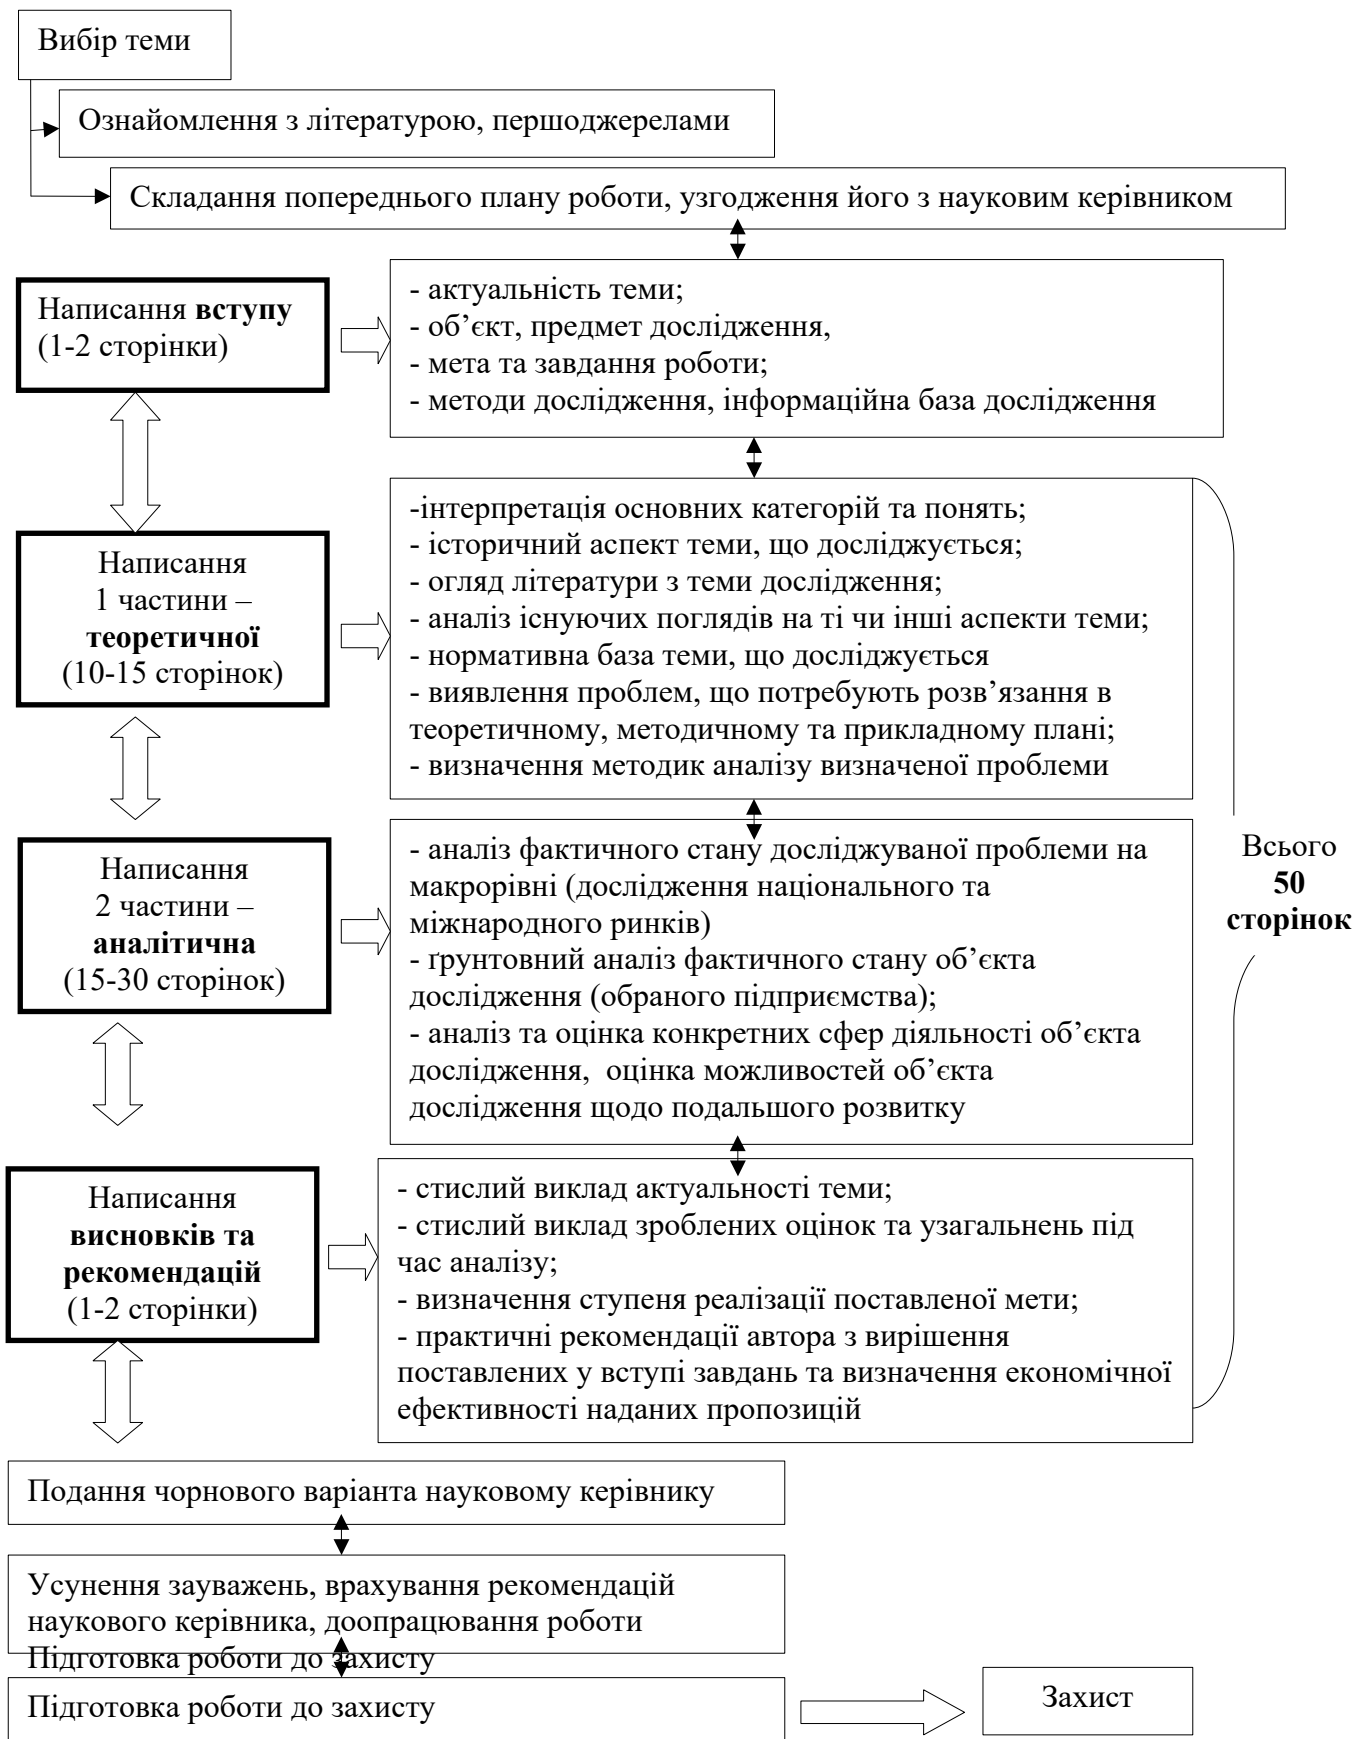 Вибір теми
Ознайомлення з літературою, першоджерелами
Складання попереднього плану роботи, узгодження його з науковим керівником
Написання вступу
(1-2 сторінки)
- актуальність теми;
- об’єкт, предмет дослідження,
- мета та завдання роботи;
- методи дослідження, інформаційна база дослідження
Написання
1 частини –
теоретичної
(10-15 сторінок)
-інтерпретація основних категорій та понять;
- історичний аспект теми, що досліджується;
- огляд літератури з теми дослідження;
- аналіз існуючих поглядів на ті чи інші аспекти теми;
- нормативна база теми, що досліджується
- виявлення проблем, що потребують розв’язання в
теоретичному, методичному та прикладному плані;
- визначення методик аналізу визначеної проблеми
Написання
2 частини –
аналітична
(15-30 сторінок)
- аналіз фактичного стану досліджуваної проблеми на
макрорівні (дослідження національного та
міжнародного ринків)
- ґрунтовний аналіз фактичного стану об’єкта
дослідження (обраного підприємства);
- аналіз та оцінка конкретних сфер діяльності об’єкта
дослідження,  оцінка можливостей об’єкта
дослідження щодо подальшого розвитку
Всього
50
сторінок
Написання
висновків та
рекомендацій
(1-2 сторінки)
- стислий виклад актуальності теми;
- стислий виклад зроблених оцінок та узагальнень під
час аналізу;
- визначення ступеня реалізації поставленої мети;
- практичні рекомендації автора з вирішення
поставлених у вступі завдань та визначення економічної
ефективності наданих пропозицій
Подання чорнового варіанта науковому керівнику
Усунення зауважень, врахування рекомендацій
наукового керівника, доопрацювання роботи
Підготовка роботи до захисту
Підготовка роботи до захисту
Захист